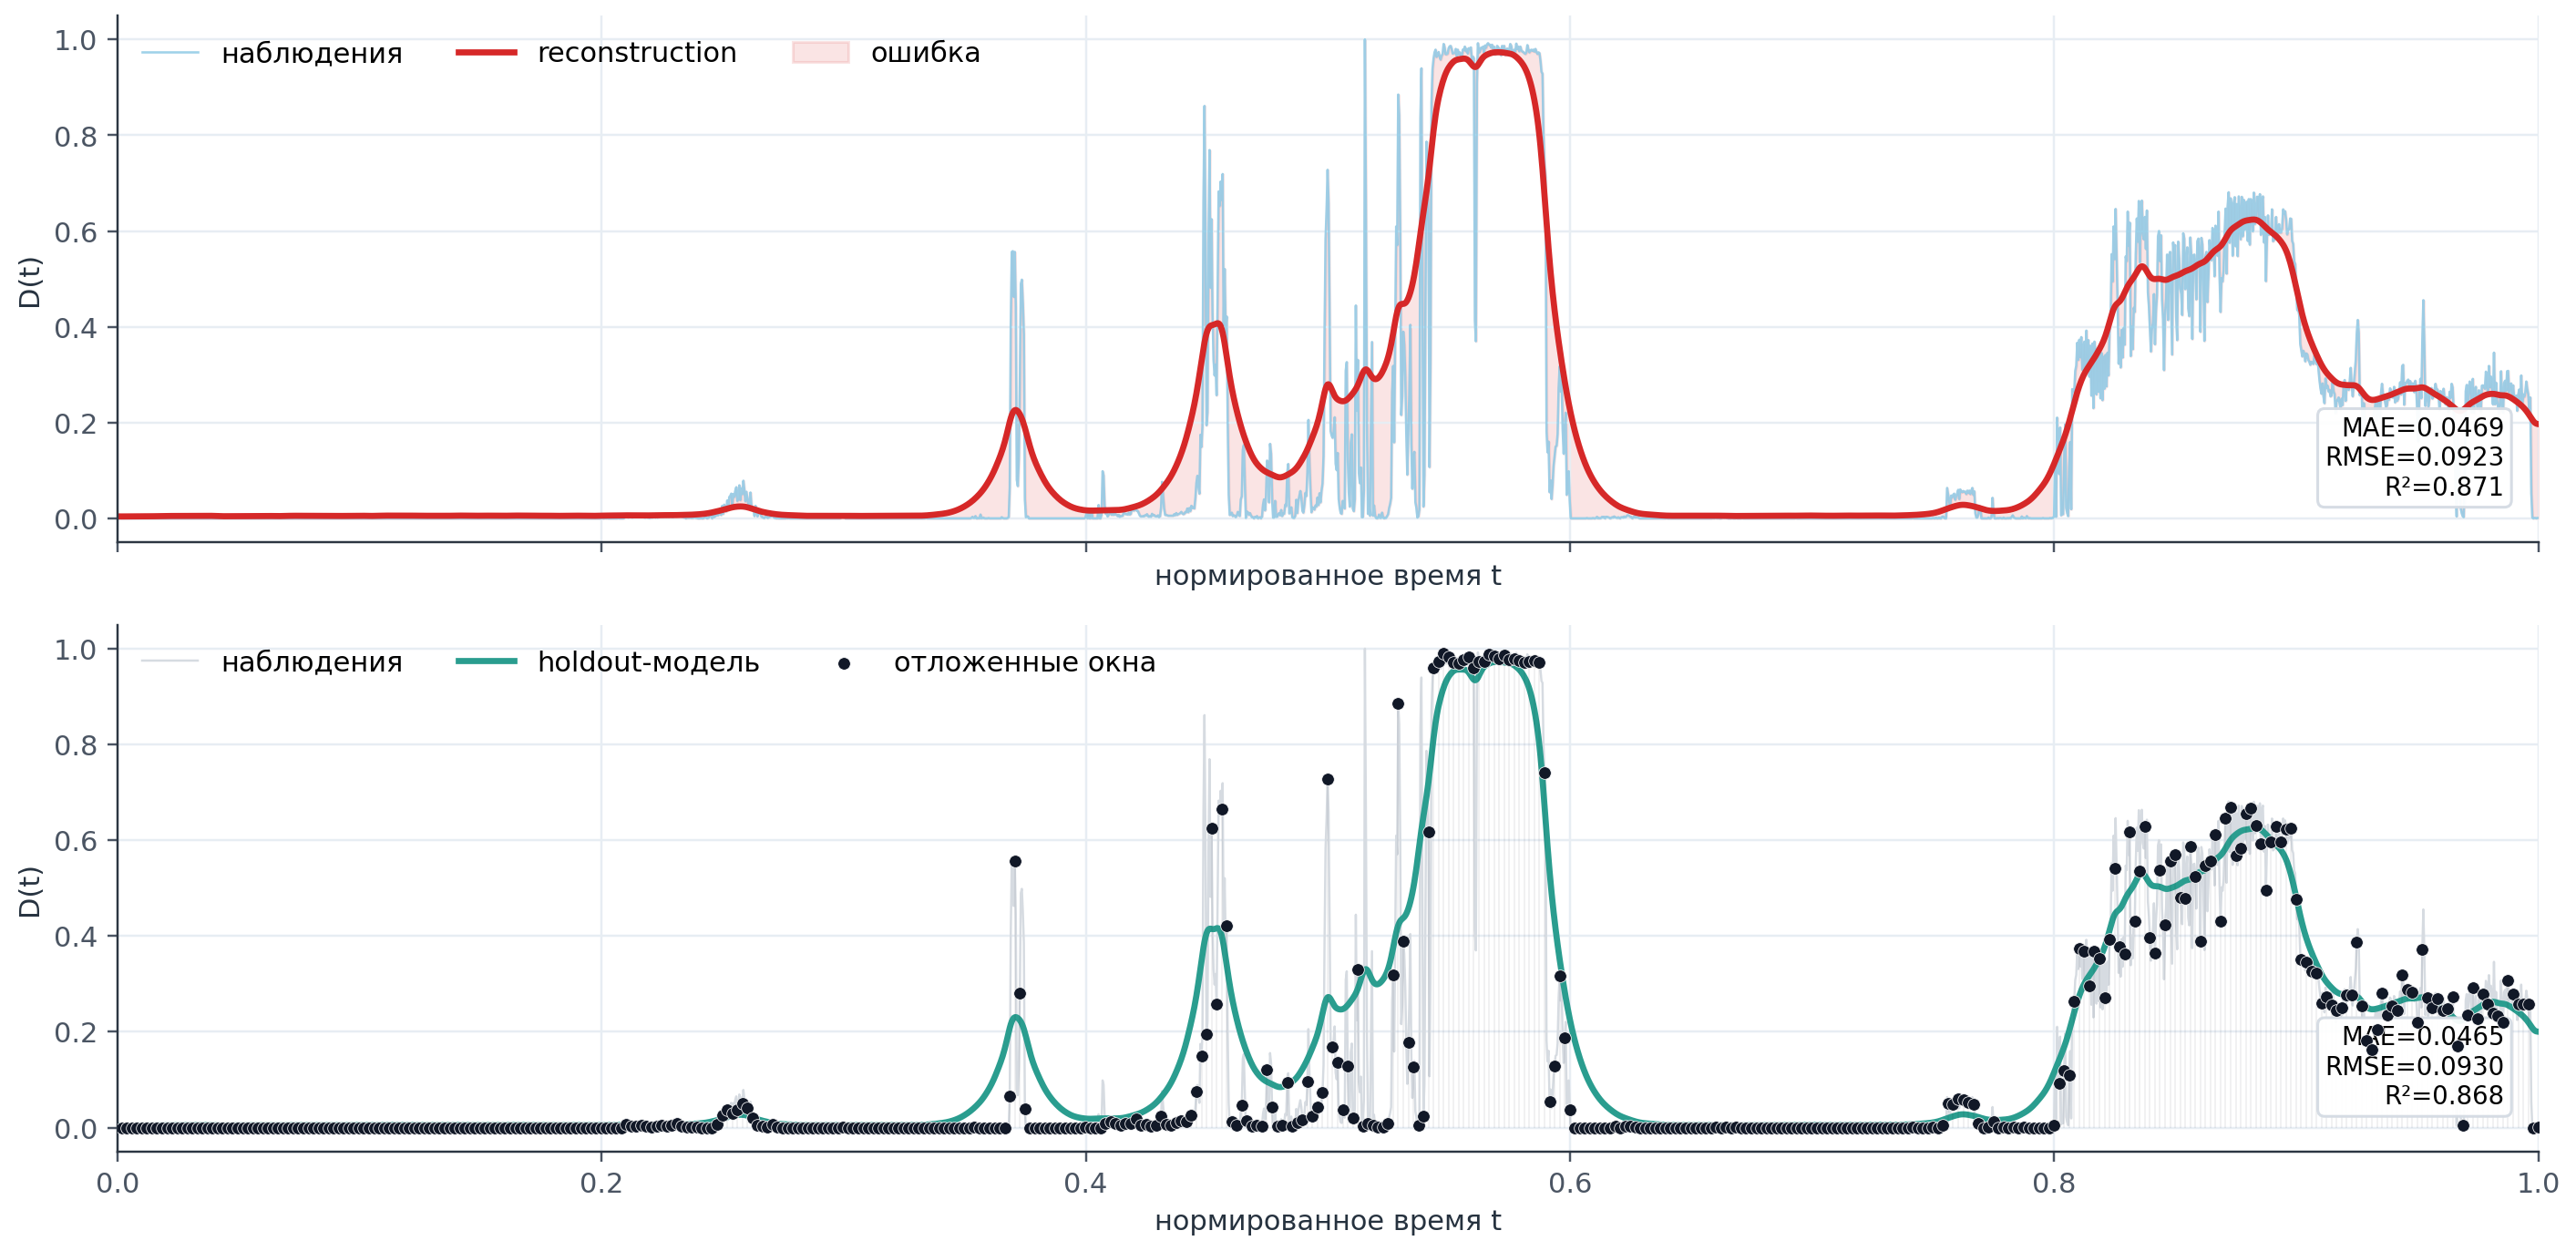 наблюдения reconstruction ошибка
1.0
0.8
0.6
0.4
0.2
0.0
D(t)
MAE=0.0469
RMSE=0.0923
R²=0.871
нормированное время t
наблюдения holdout-модель отложенные окна
1.0
0.8
0.6
0.4
0.2
0.0
D(t)
MAE=0.0465
RMSE=0.0930
R²=0.868
0.0 0.2 0.4 0.6 0.8 1.0
нормированное время t